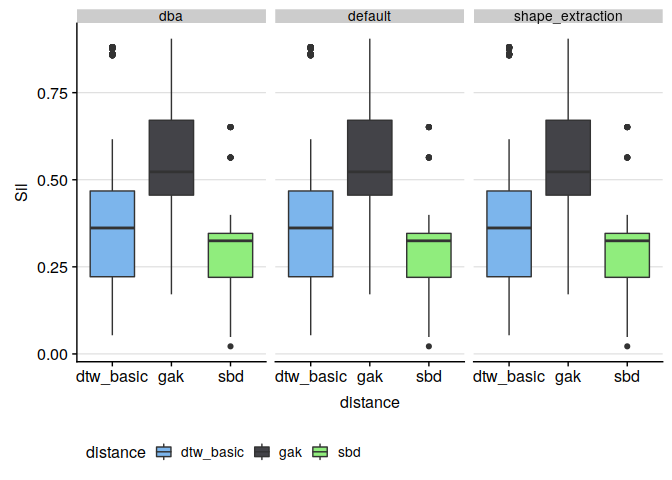 dba default shape_extraction
Sil
0.75
0.50
0.25
0.00
dtw_basic gak sbd dtw_basic gak sbd dtw_basic gak sbd
distance
distance dtw_basic gak sbd